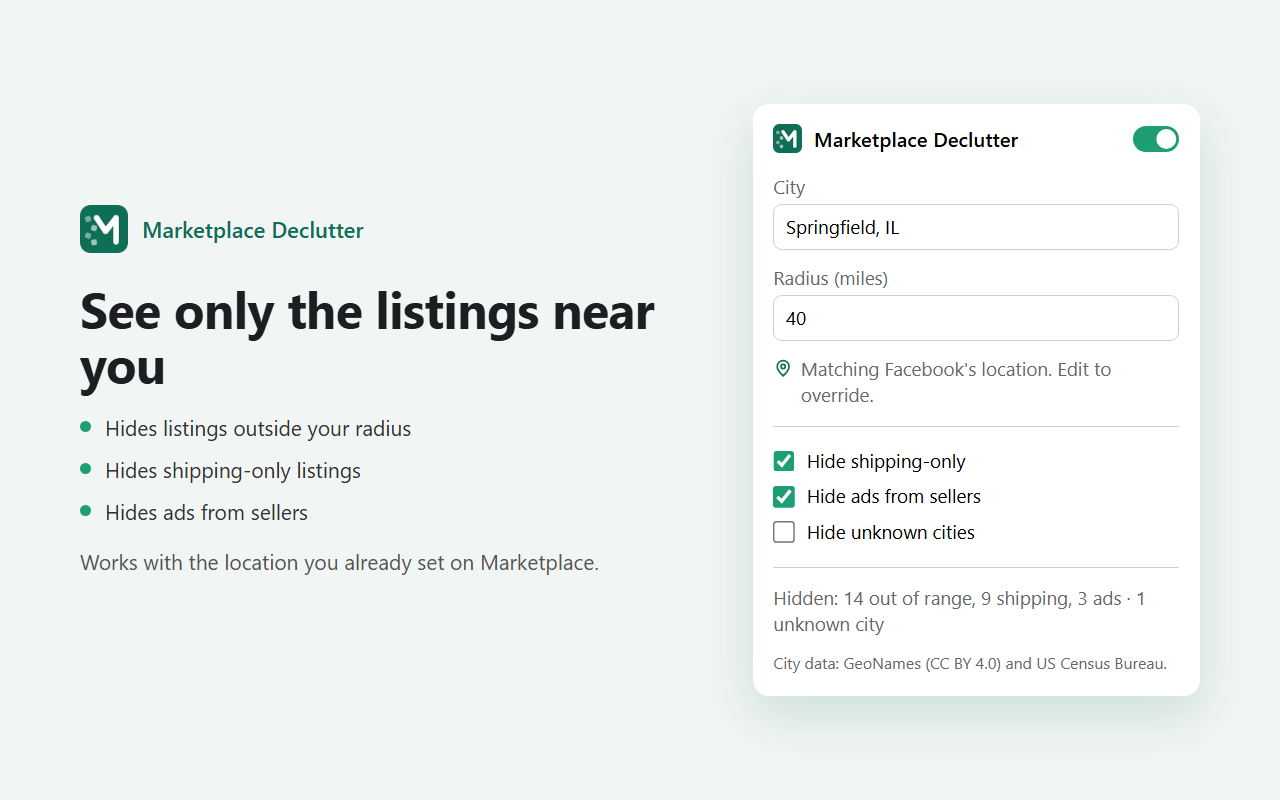 Marketplace Declutter
See only the listings near
you
Hides listings outside your radius
Hides shipping-only listings
Hides ads from sellers
Works with the location you already set on Marketplace.
Marketplace Declutter
City
Springfield, IL
Radius (miles)
40
Matching Facebook's location. Edit to
override.
Hide shipping-only
Hide ads from sellers
Hide unknown cities
Hidden: 14 out of range, 9 shipping, 3 ads · 1
unknown city
City data: GeoNames (CC BY 4.0) and US Census Bureau.